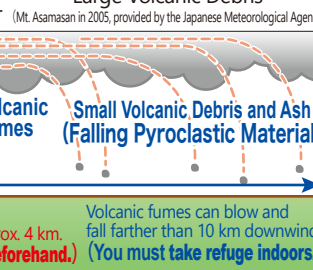 Large Volcanic Debris
(Mt. Asamasan in 2005, provided by the Japanese Meteorological Agen
lcanic
mes
Small Volcanic Debris and Ash
(Falling Pyroclastic Material
ox. 4 km.
eforehand.)
Volcanic fumes can blow and
fall farther than 10 km downwind
(You must take refuge indoors